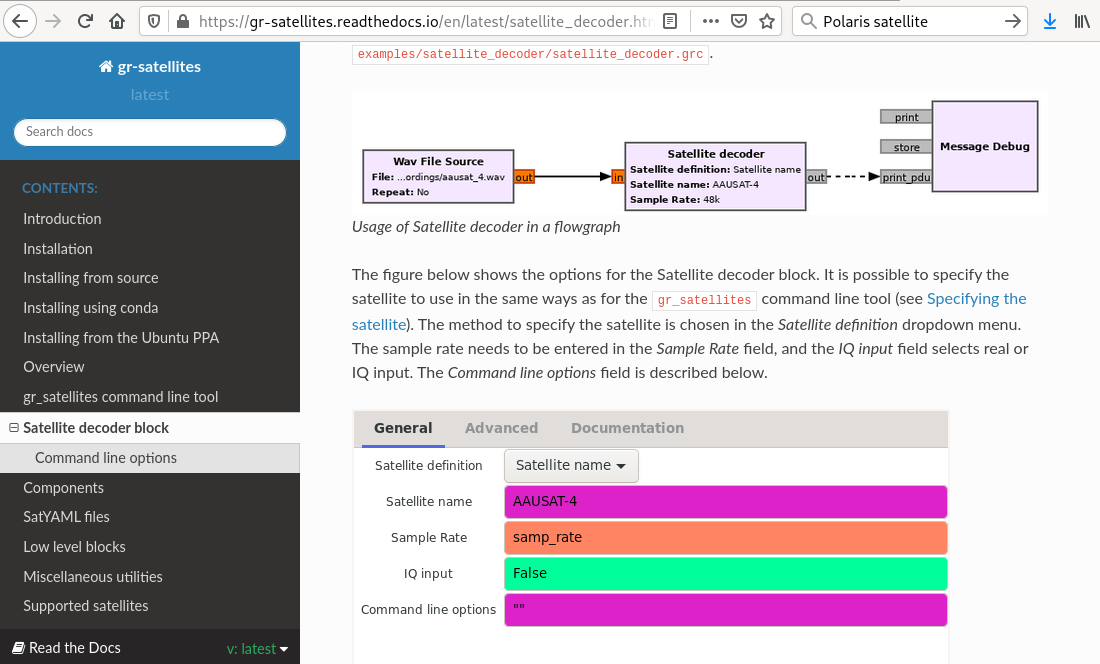 https://gr-satellites.readthedocs.io/en/latest/satellite_decoder.htm
Polaris satellite
gr-satellites
latest
Search docs
CONTENTS:
Introduction
Installation
Installing from source
Installing using conda
Installing from the Ubuntu PPA
Overview
gr_satellites command line tool
Satellite decoder block
Command line options
Components
SatYAML files
Low level blocks
Miscellaneous utilities
Supported satellites
Read the Docs
v: latest
examples/satellite_decoder/satellite_decoder.grc.
Wav File Source
File: ...ordings/aausat_4.wav
Repeat: No
out
in
Satellite decoder
Satellite definition: Satellite name
Satellite name: AAUSAT-4
Sample Rate: 48k
out
print
store
print_pdu
Message Debug
Usage of Satellite decoder in a flowgraph
The figure below shows the options for the Satellite decoder block. It is possible to specify the
satellite to use in the same ways as for the gr_satellites command line tool (see Specifying the
satellite). The method to specify the satellite is chosen in the Satellite definition dropdown menu.
The sample rate needs to be entered in the Sample Rate field, and the IQ input field selects real or
IQ input. The Command line options field is described below.
General Advanced Documentation
Satellite definition Satellite name
Satellite name AAUSAT-4
Sample Rate samp_rate
IQ input False
Command line options ""